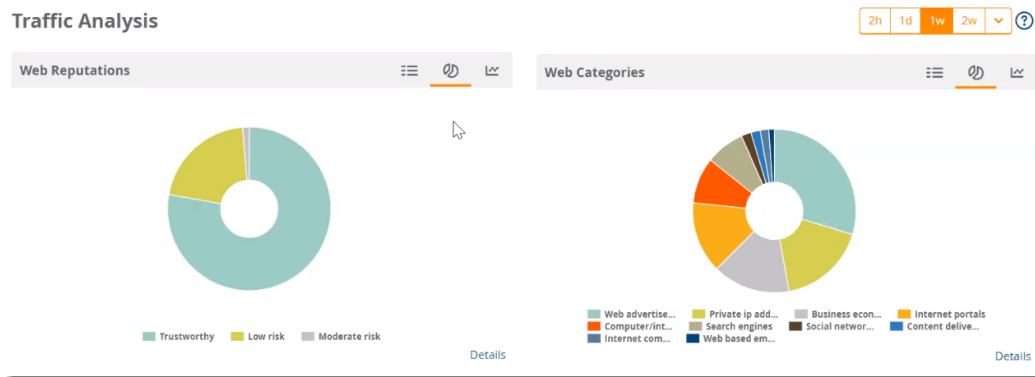 Traffic Analysis
2h 1d 1w 2w
Web Reputations
Web Categories
Trustworthy Low risk Moderate risk
Details
Web advertise... Private ip add... Business econ... Internet portals
Computer/int... Search engines Social networ... Content delive...
Internet com... Web based em...
Details